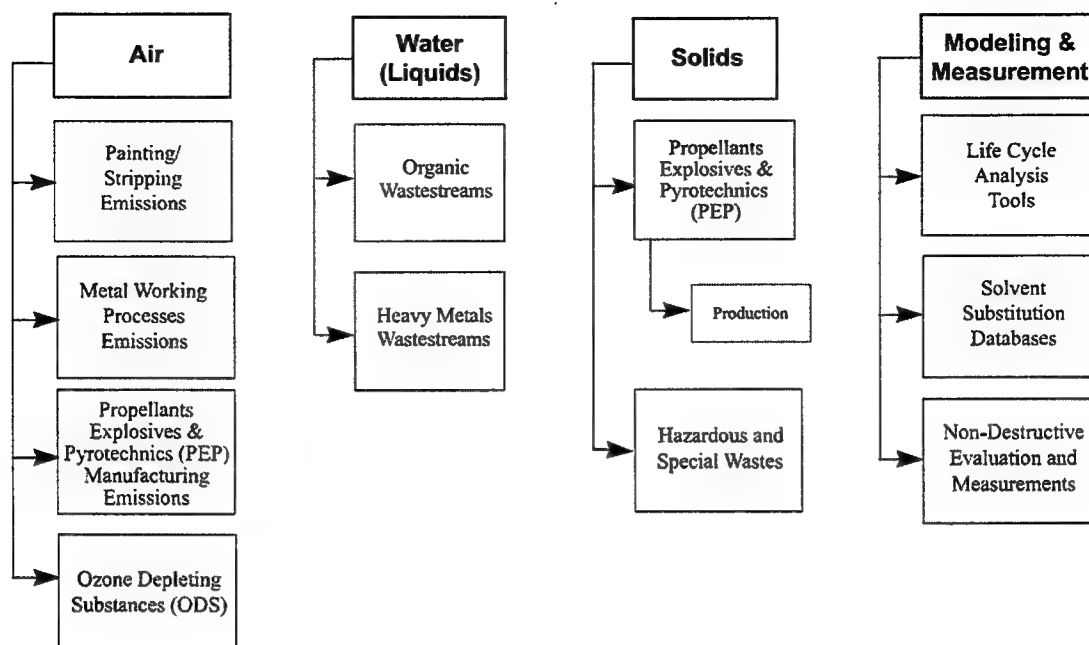 Air
Painting/
Stripping
Emissions
Metal Working
Processes
Emissions
Propellants
Explosives &
Pyrotechnics (PEP)
Manufacturing
Emissions
Ozone Depleting
Substances (ODS)
Water
(Liquids)
Organic
Wastestreams
Heavy Metals
Wastestreams
Solids
Propellants
Explosives &
Pyrotechnics
(PEP)
Production
Hazardous and
Special Wastes
Modeling &
Measurement
Life Cycle
Analysis
Tools
Solvent
Substitution
Databases
Non-Destructive
Evaluation and
Measurements